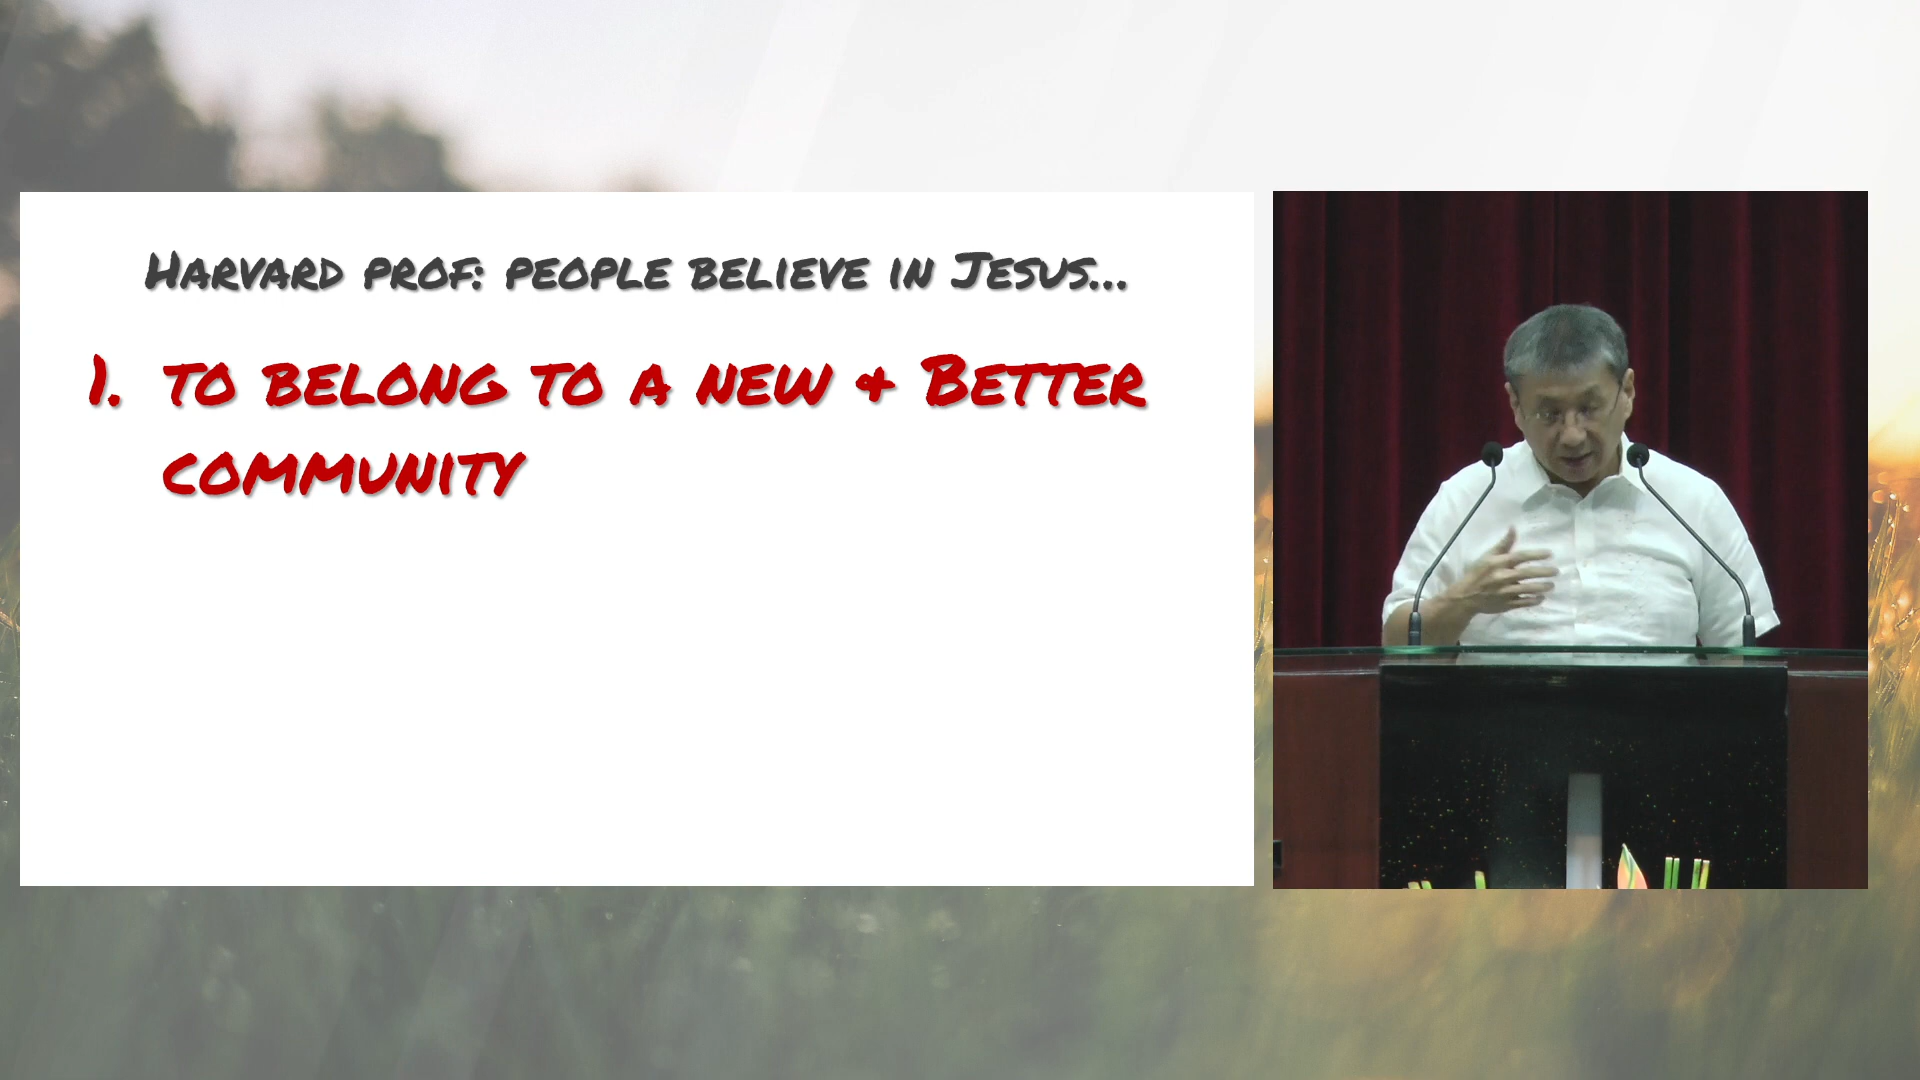 Harvard prof: people believe in Jesus...
1. to belong to a new & Better
community